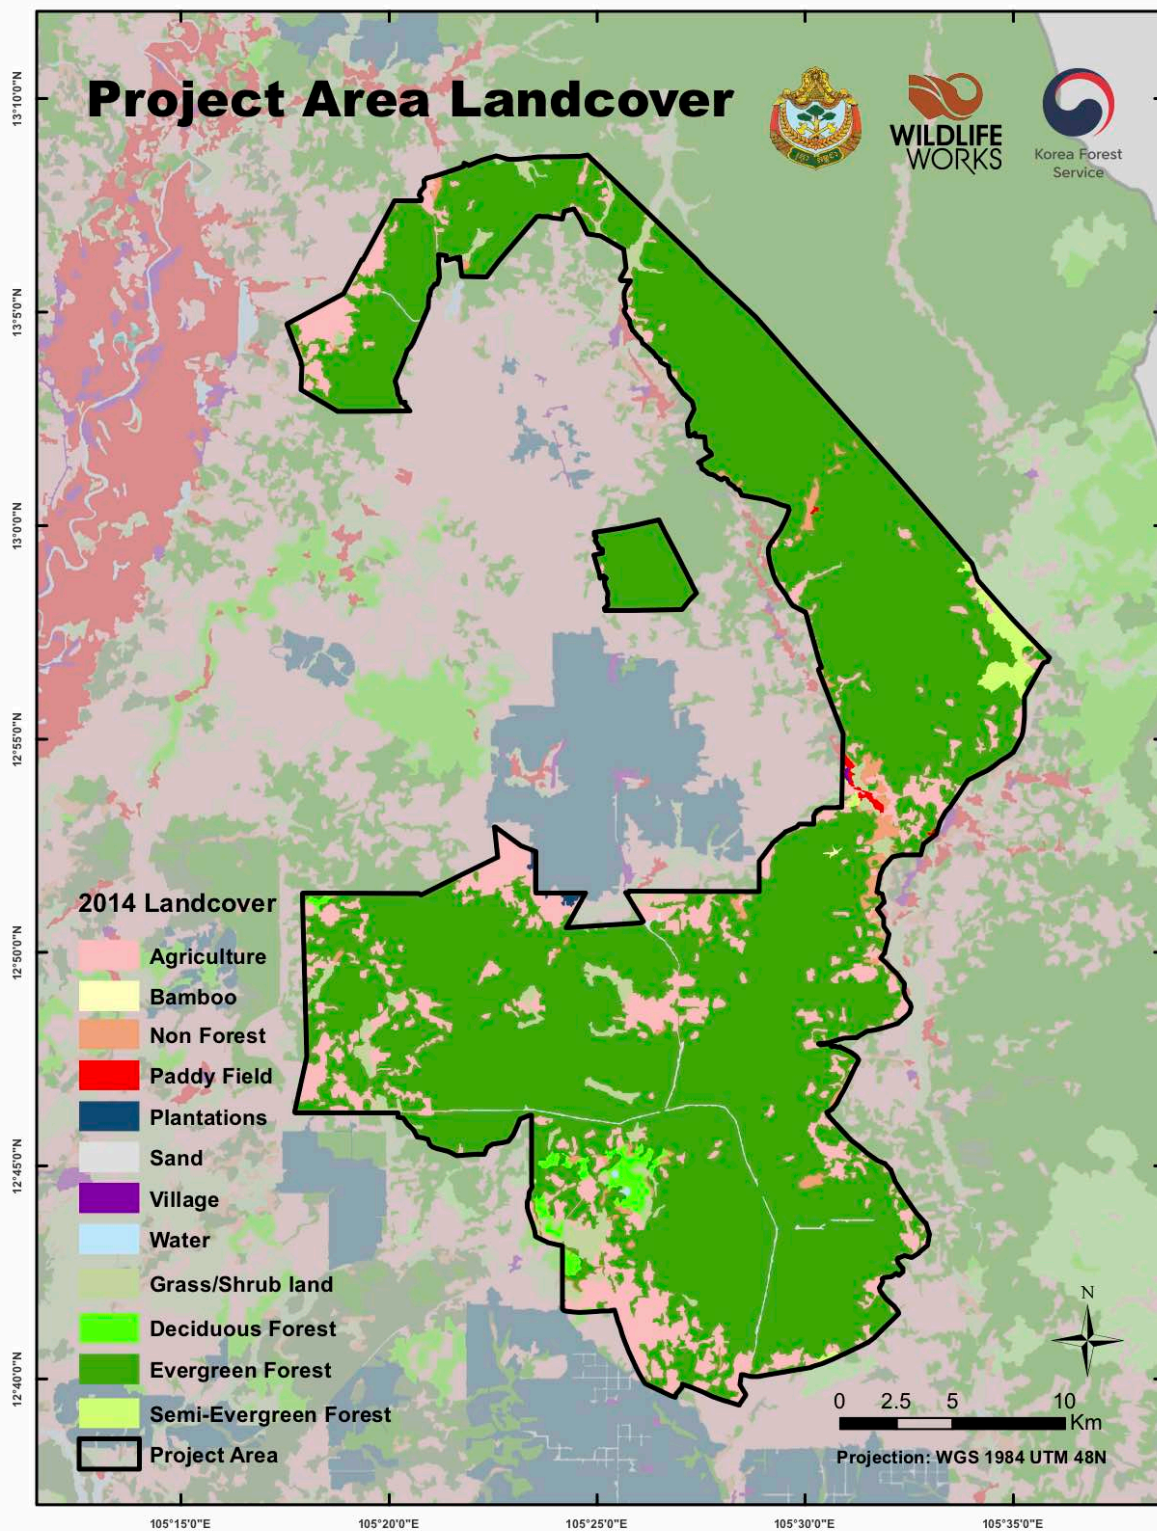 Project Area Landcover
WILDLIFE
WORKS
Korea Forest
Service
13°10'0"N
13°5'0"N
13°0'0"N
12°55'0"N
12°50'0"N
12°45'0"N
12°40'0"N
2014 Landcover
Agriculture
Bamboo
Non Forest
Paddy Field
Plantations
Sand
Village
Water
Grass/Shrub land
Deciduous Forest
Evergreen Forest
Semi-Evergreen Forest
Project Area
N
0 2.5 5 10
Km
Projection: WGS 1984 UTM 48N
105°15'0"E 105°20'0"E 105°25'0"E 105°30'0"E 105°35'0"E